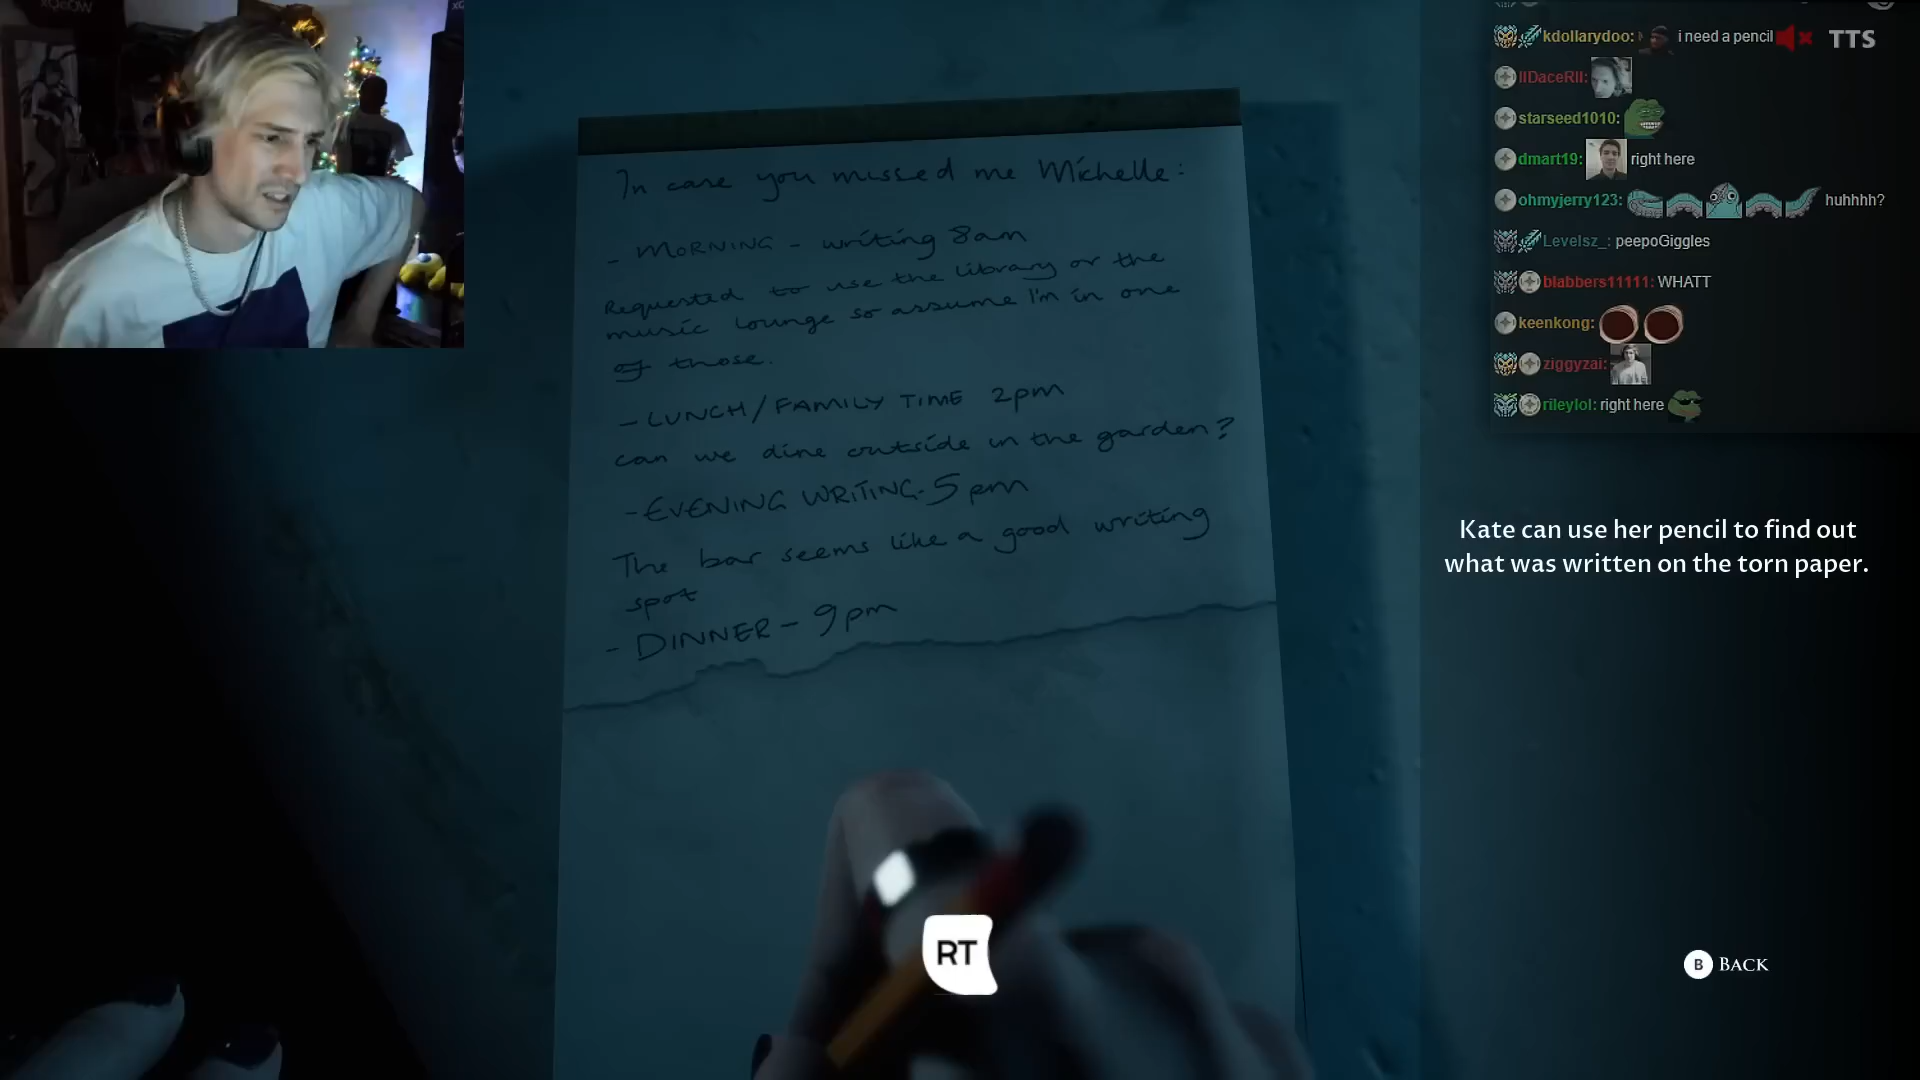 xQcOW
kdollarydoo: i need a pencil
TTS
IIDaceRII:
starseed1010:
dmart19: right here
ohmyjerry123: huhhhh?
Levelsz_: peepoGiggles
blabbers11111: WHATT
keenkong:
ziggyzai:
rileylol: right here
In case you missed me Michelle:
- MORNING - writing 8am
Requested to use the library or the
music lounge so assume I'm in one
of those.
- LUNCH/FAMILY TIME 2pm
can we dine outside in the garden?
- EVENING WRITING - 5pm
The bar seems like a good writing
spot
- DINNER - 9pm
Kate can use her pencil to find out
what was written on the torn paper.
RT
B BACK